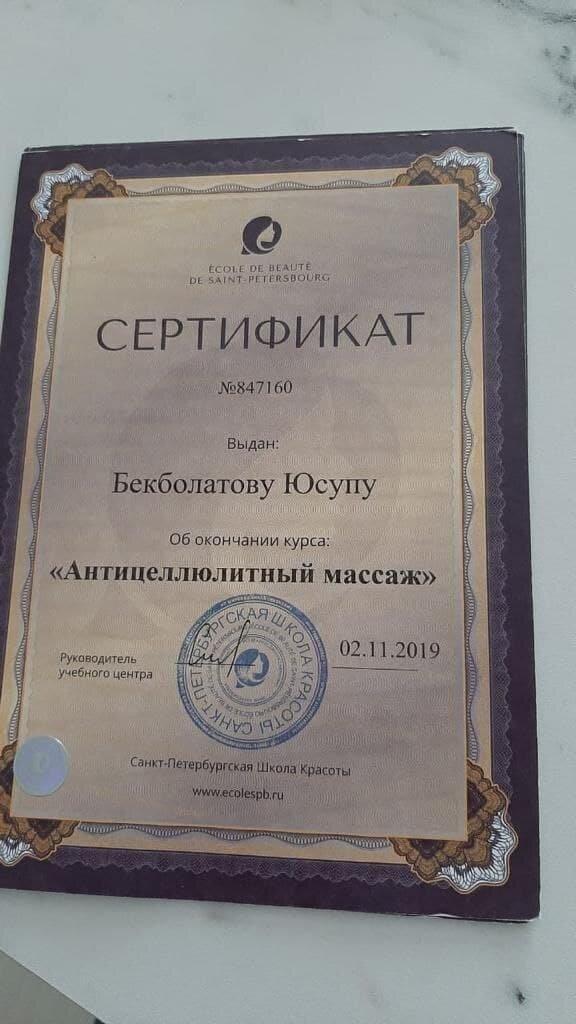 ÉCOLE DE BEAUTÉ
DE SAINT-PETERSBOURG
СЕРТИФИКАТ
№847160
Выдан:
Бекболатову Юсупу
Об окончании курса:
«Антицеллюлитный массаж»
02.11.2019
Руководитель
учебного центра
САНКТ-ПЕТЕРБУРГСКАЯ ШКОЛА КРАСОТЫ
Санкт-Петербургская Школа Красоты
www.ecolespb.ru